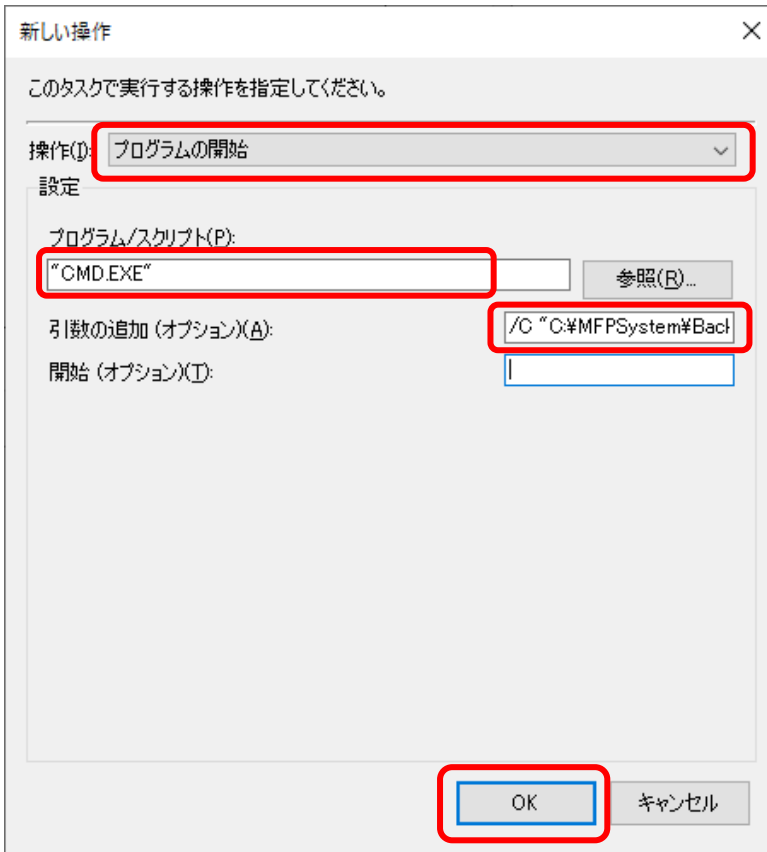 新しい操作
このタスクで実行する操作を指定してください。
操作(I): プログラムの開始
設定
プログラム/スクリプト(P):
"CMD.EXE"
参照(R)...
引数の追加 (オプション)(A): /C "C:¥MFPSystem¥Back
開始 (オプション)(T):
OK キャンセル